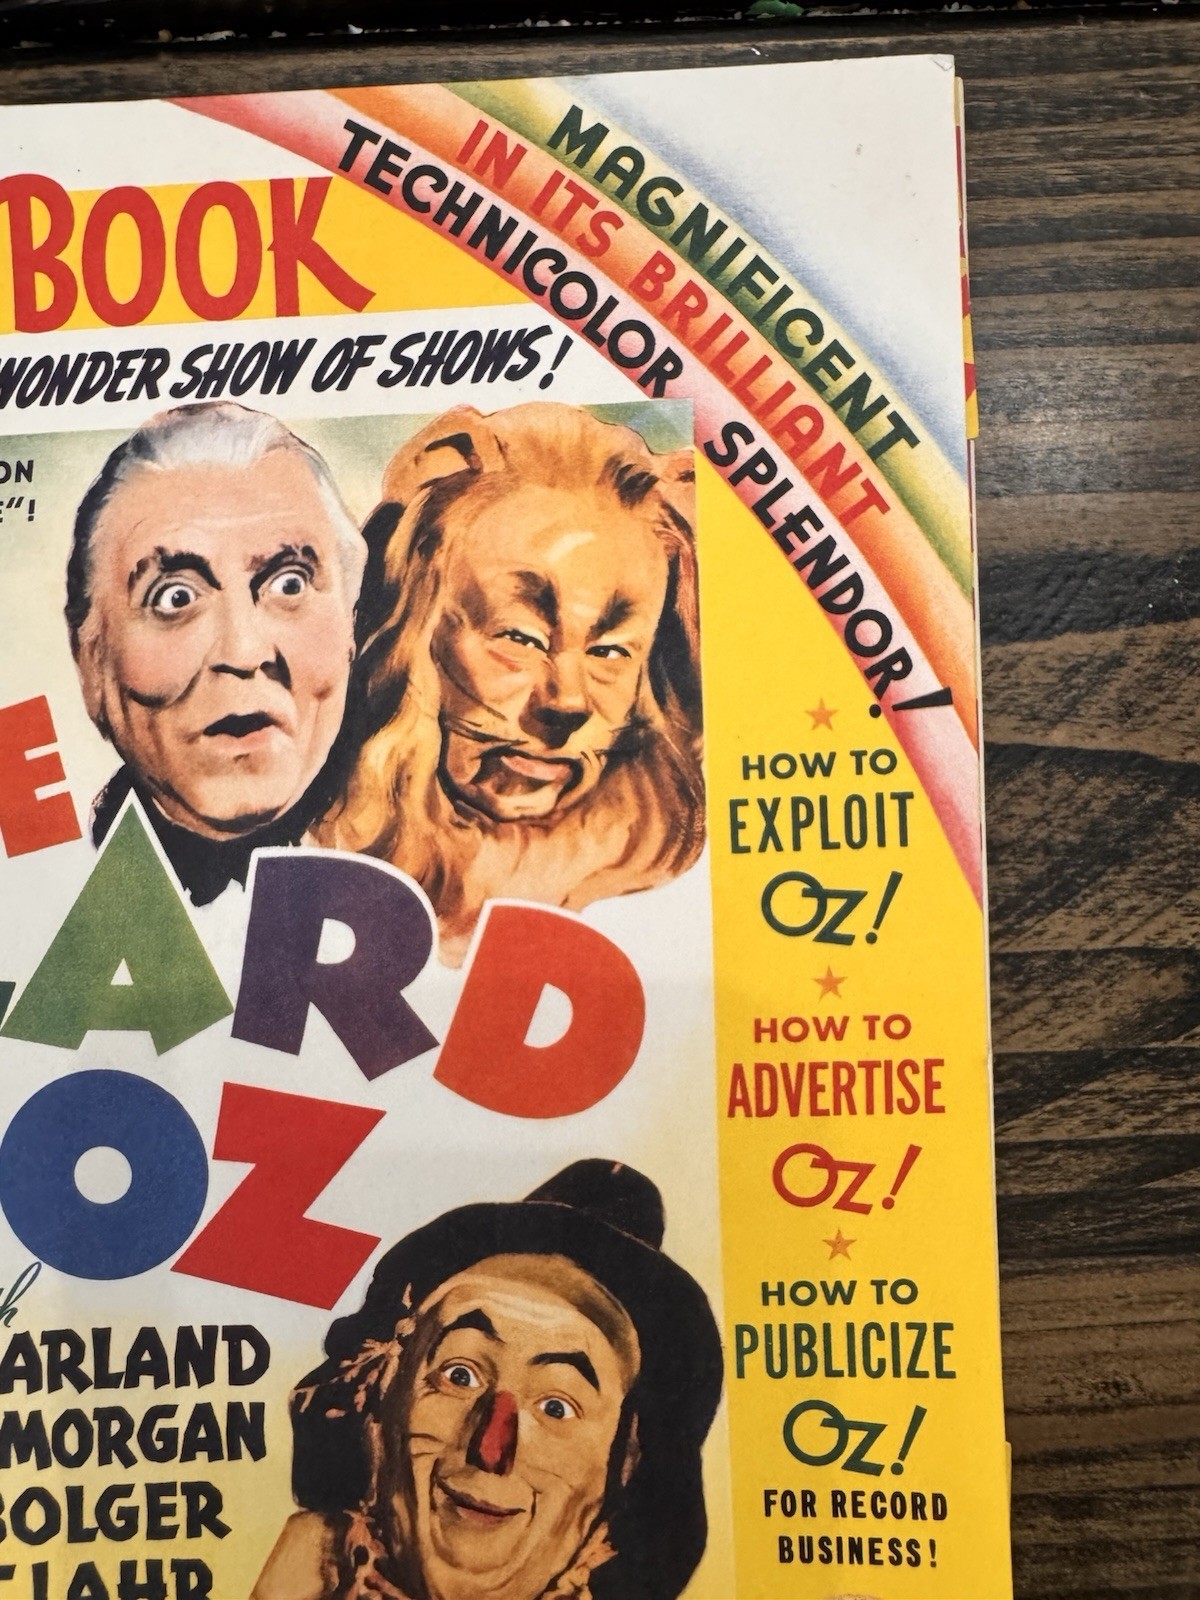 BOOK
MAGNIFICENT
IN ITS BRILLIANT
TECHNICOLOR SPLENDOR!
WONDER SHOW OF SHOWS!
ON
E"!
E
ARD
OZ
ARLAND
MORGAN
BOLGER
LAHR
HOW TO
EXPLOIT
Oz!
HOW TO
ADVERTISE
Oz!
HOW TO
PUBLICIZE
Oz!
FOR RECORD
BUSINESS!